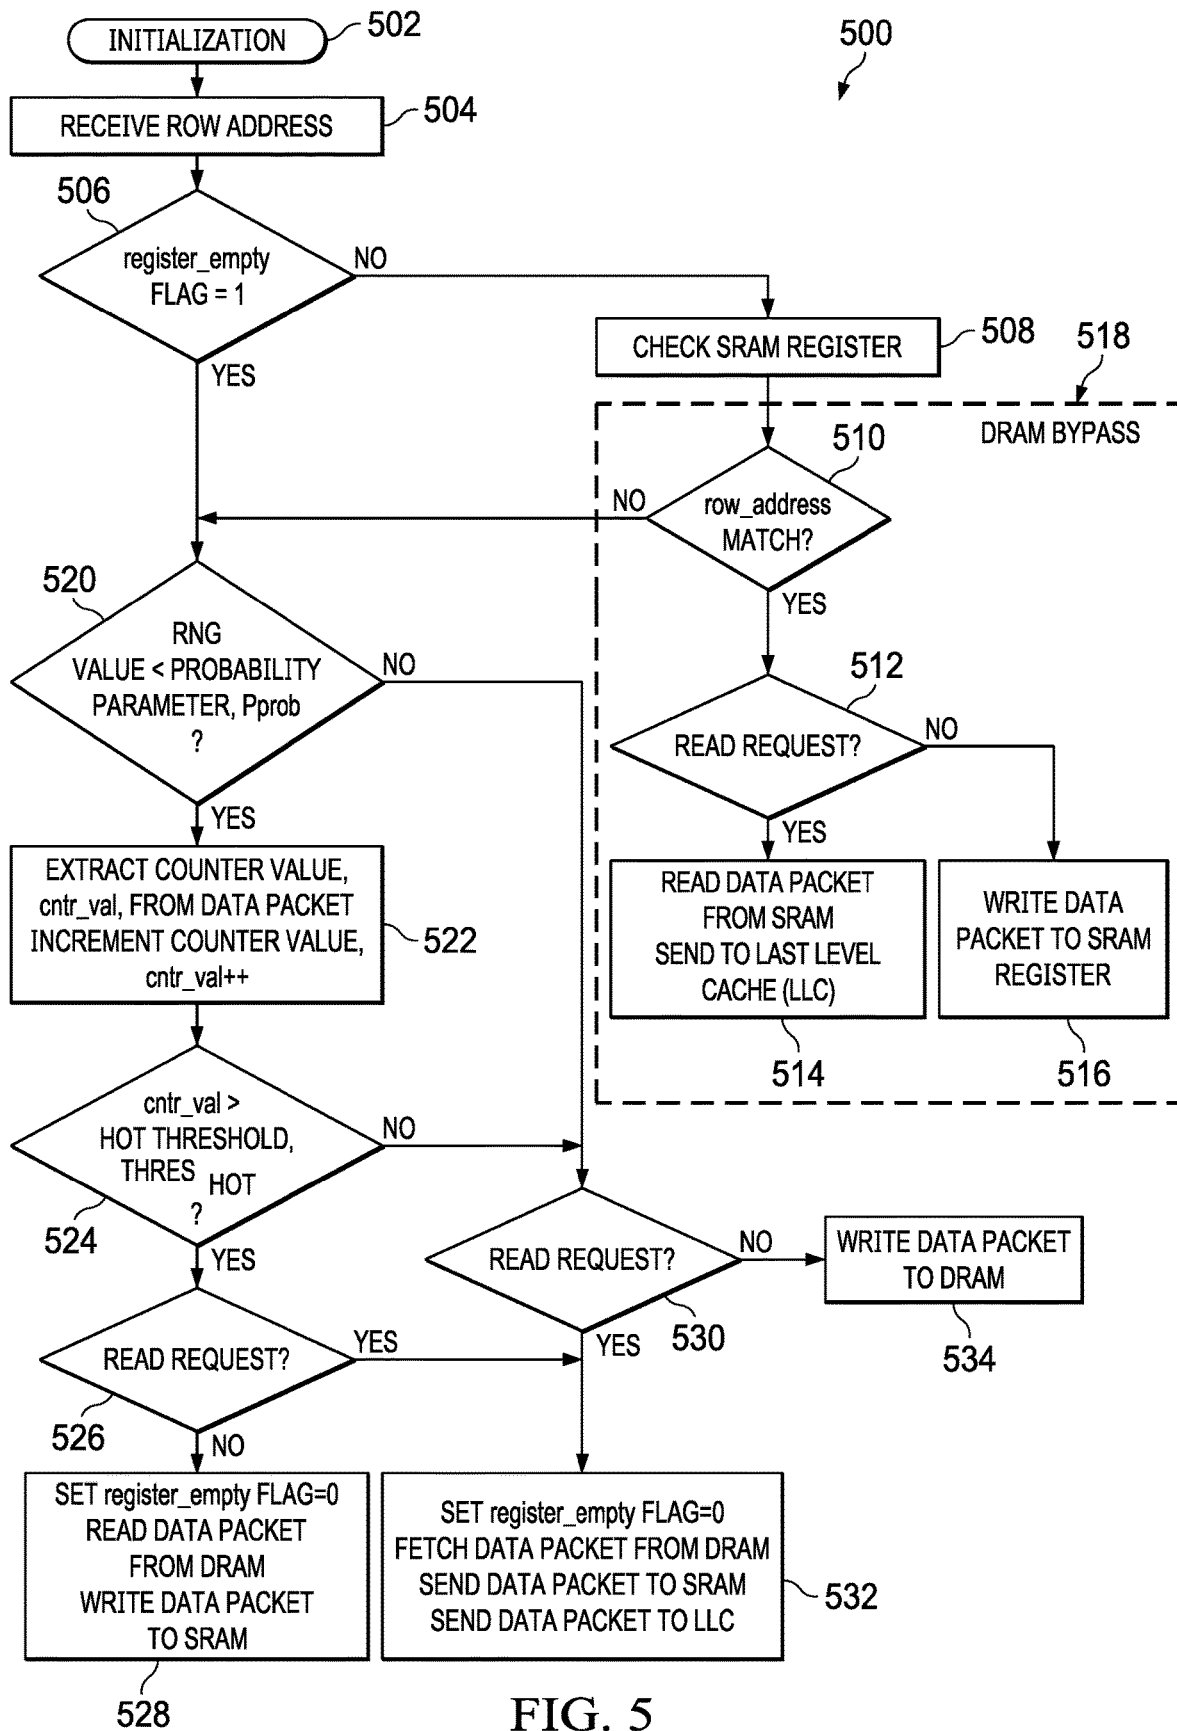 INITIALIZATION
502
500
RECEIVE ROW ADDRESS
504
506
register_empty
FLAG = 1
NO
YES
CHECK SRAM REGISTER
508
518
DRAM BYPASS
510
row_address
MATCH?
NO
YES
520
RNG
VALUE < PROBABILITY
PARAMETER, Pprob
?
NO
YES
512
READ REQUEST?
NO
YES
EXTRACT COUNTER VALUE,
cntr_val, FROM DATA PACKET
INCREMENT COUNTER VALUE,
cntr_val++
522
READ DATA PACKET
FROM SRAM
SEND TO LAST LEVEL
CACHE (LLC)
514
WRITE DATA
PACKET TO SRAM
REGISTER
516
cntr_val >
HOT THRESHOLD,
THRES HOT
?
NO
524
YES
READ REQUEST?
NO
530
YES
WRITE DATA PACKET
TO DRAM
534
READ REQUEST?
YES
526
NO
SET register_empty FLAG=0
READ DATA PACKET
FROM DRAM
WRITE DATA PACKET
TO SRAM
528
SET register_empty FLAG=0
FETCH DATA PACKET FROM DRAM
SEND DATA PACKET TO SRAM
SEND DATA PACKET TO LLC
532
FIG. 5